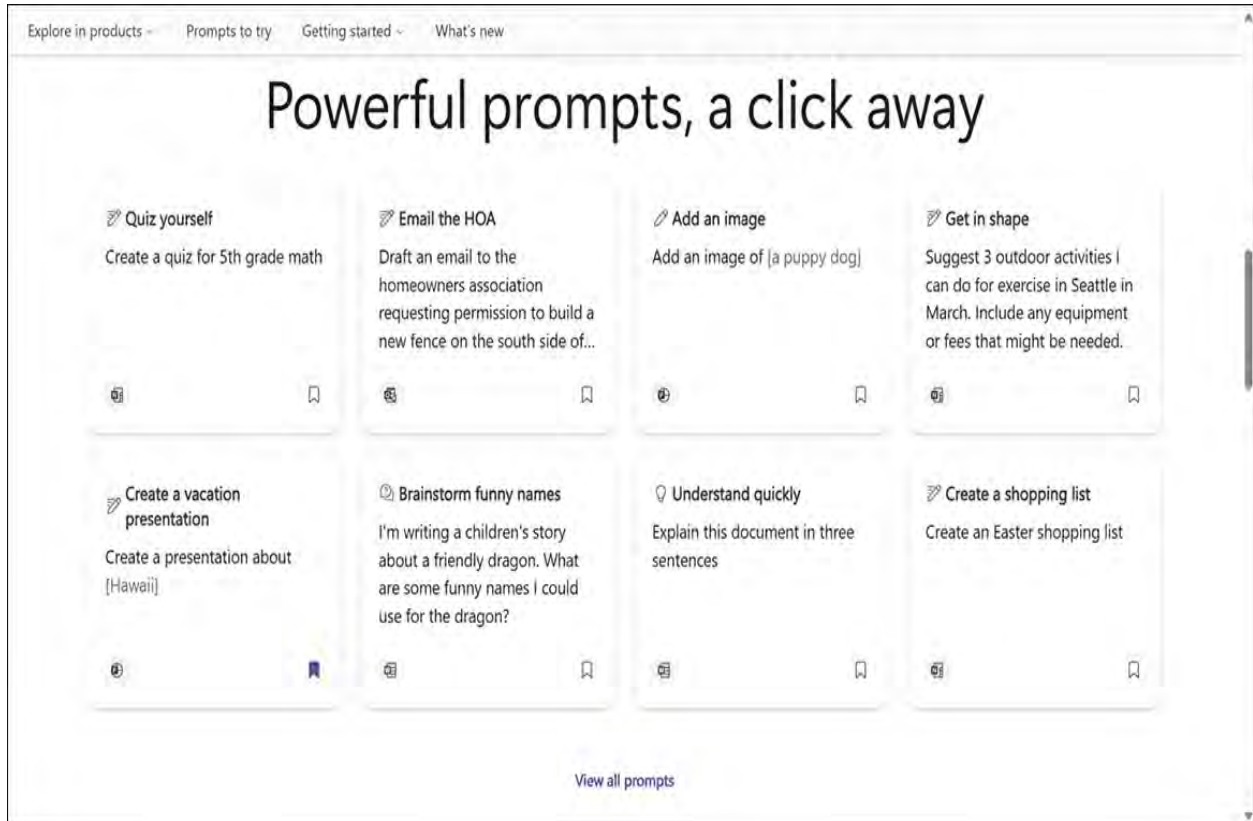 Explore in products Prompts to try Getting started What's new
Powerful prompts, a click away
Quiz yourself
Create a quiz for 5th grade math
Email the HOA
Draft an email to the
homeowners association
requesting permission to build a
new fence on the south side of...
Add an image
Add an image of [a puppy dog]
Get in shape
Suggest 3 outdoor activities I
can do for exercise in Seattle in
March. Include any equipment
or fees that might be needed.
Create a vacation
presentation
Create a presentation about
[Hawaii]
Brainstorm funny names
I'm writing a children's story
about a friendly dragon. What
are some funny names I could
use for the dragon?
Understand quickly
Explain this document in three
sentences
Create a shopping list
Create an Easter shopping list
View all prompts